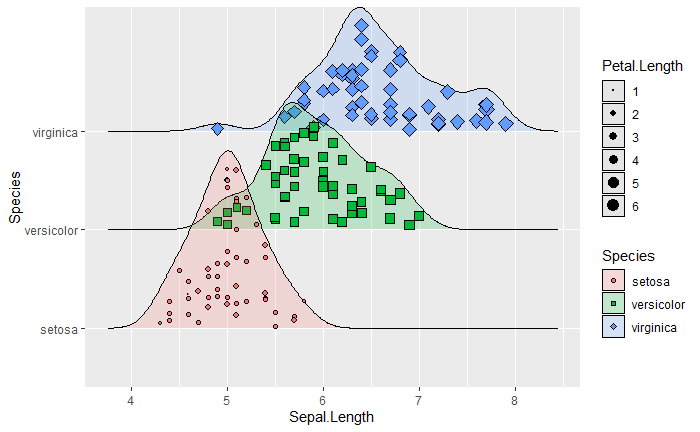 Petal.Length
1
2
3
4
5
6
Species
setosa
versicolor
virginica
virginica
versicolor
setosa
Species
4 5 6 7 8
Sepal.Length